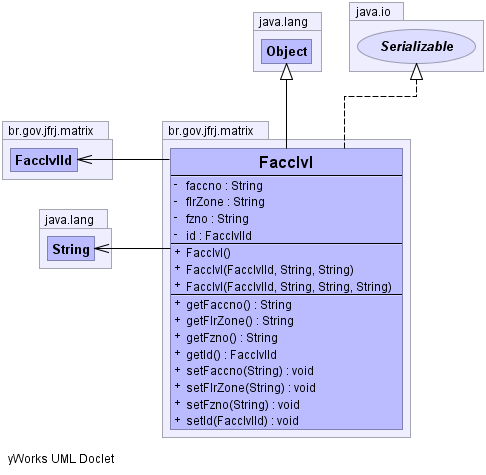 java.lang
Object
java.io
Serializable
br.gov.jfrj.matrix
FacclvlId
java.lang
String
br.gov.jfrj.matrix
Facclvl
- faccno : String
- flrZone : String
- fzno : String
- id : FacclvlId
+ Facclvl()
+ Facclvl(FacclvlId, String, String)
+ Facclvl(FacclvlId, String, String, String)
+ getFaccno() : String
+ getFlrZone() : String
+ getFzno() : String
+ getId() : FacclvlId
+ setFaccno(String) : void
+ setFlrZone(String) : void
+ setFzno(String) : void
+ setId(FacclvlId) : void
yWorks UML Doclet